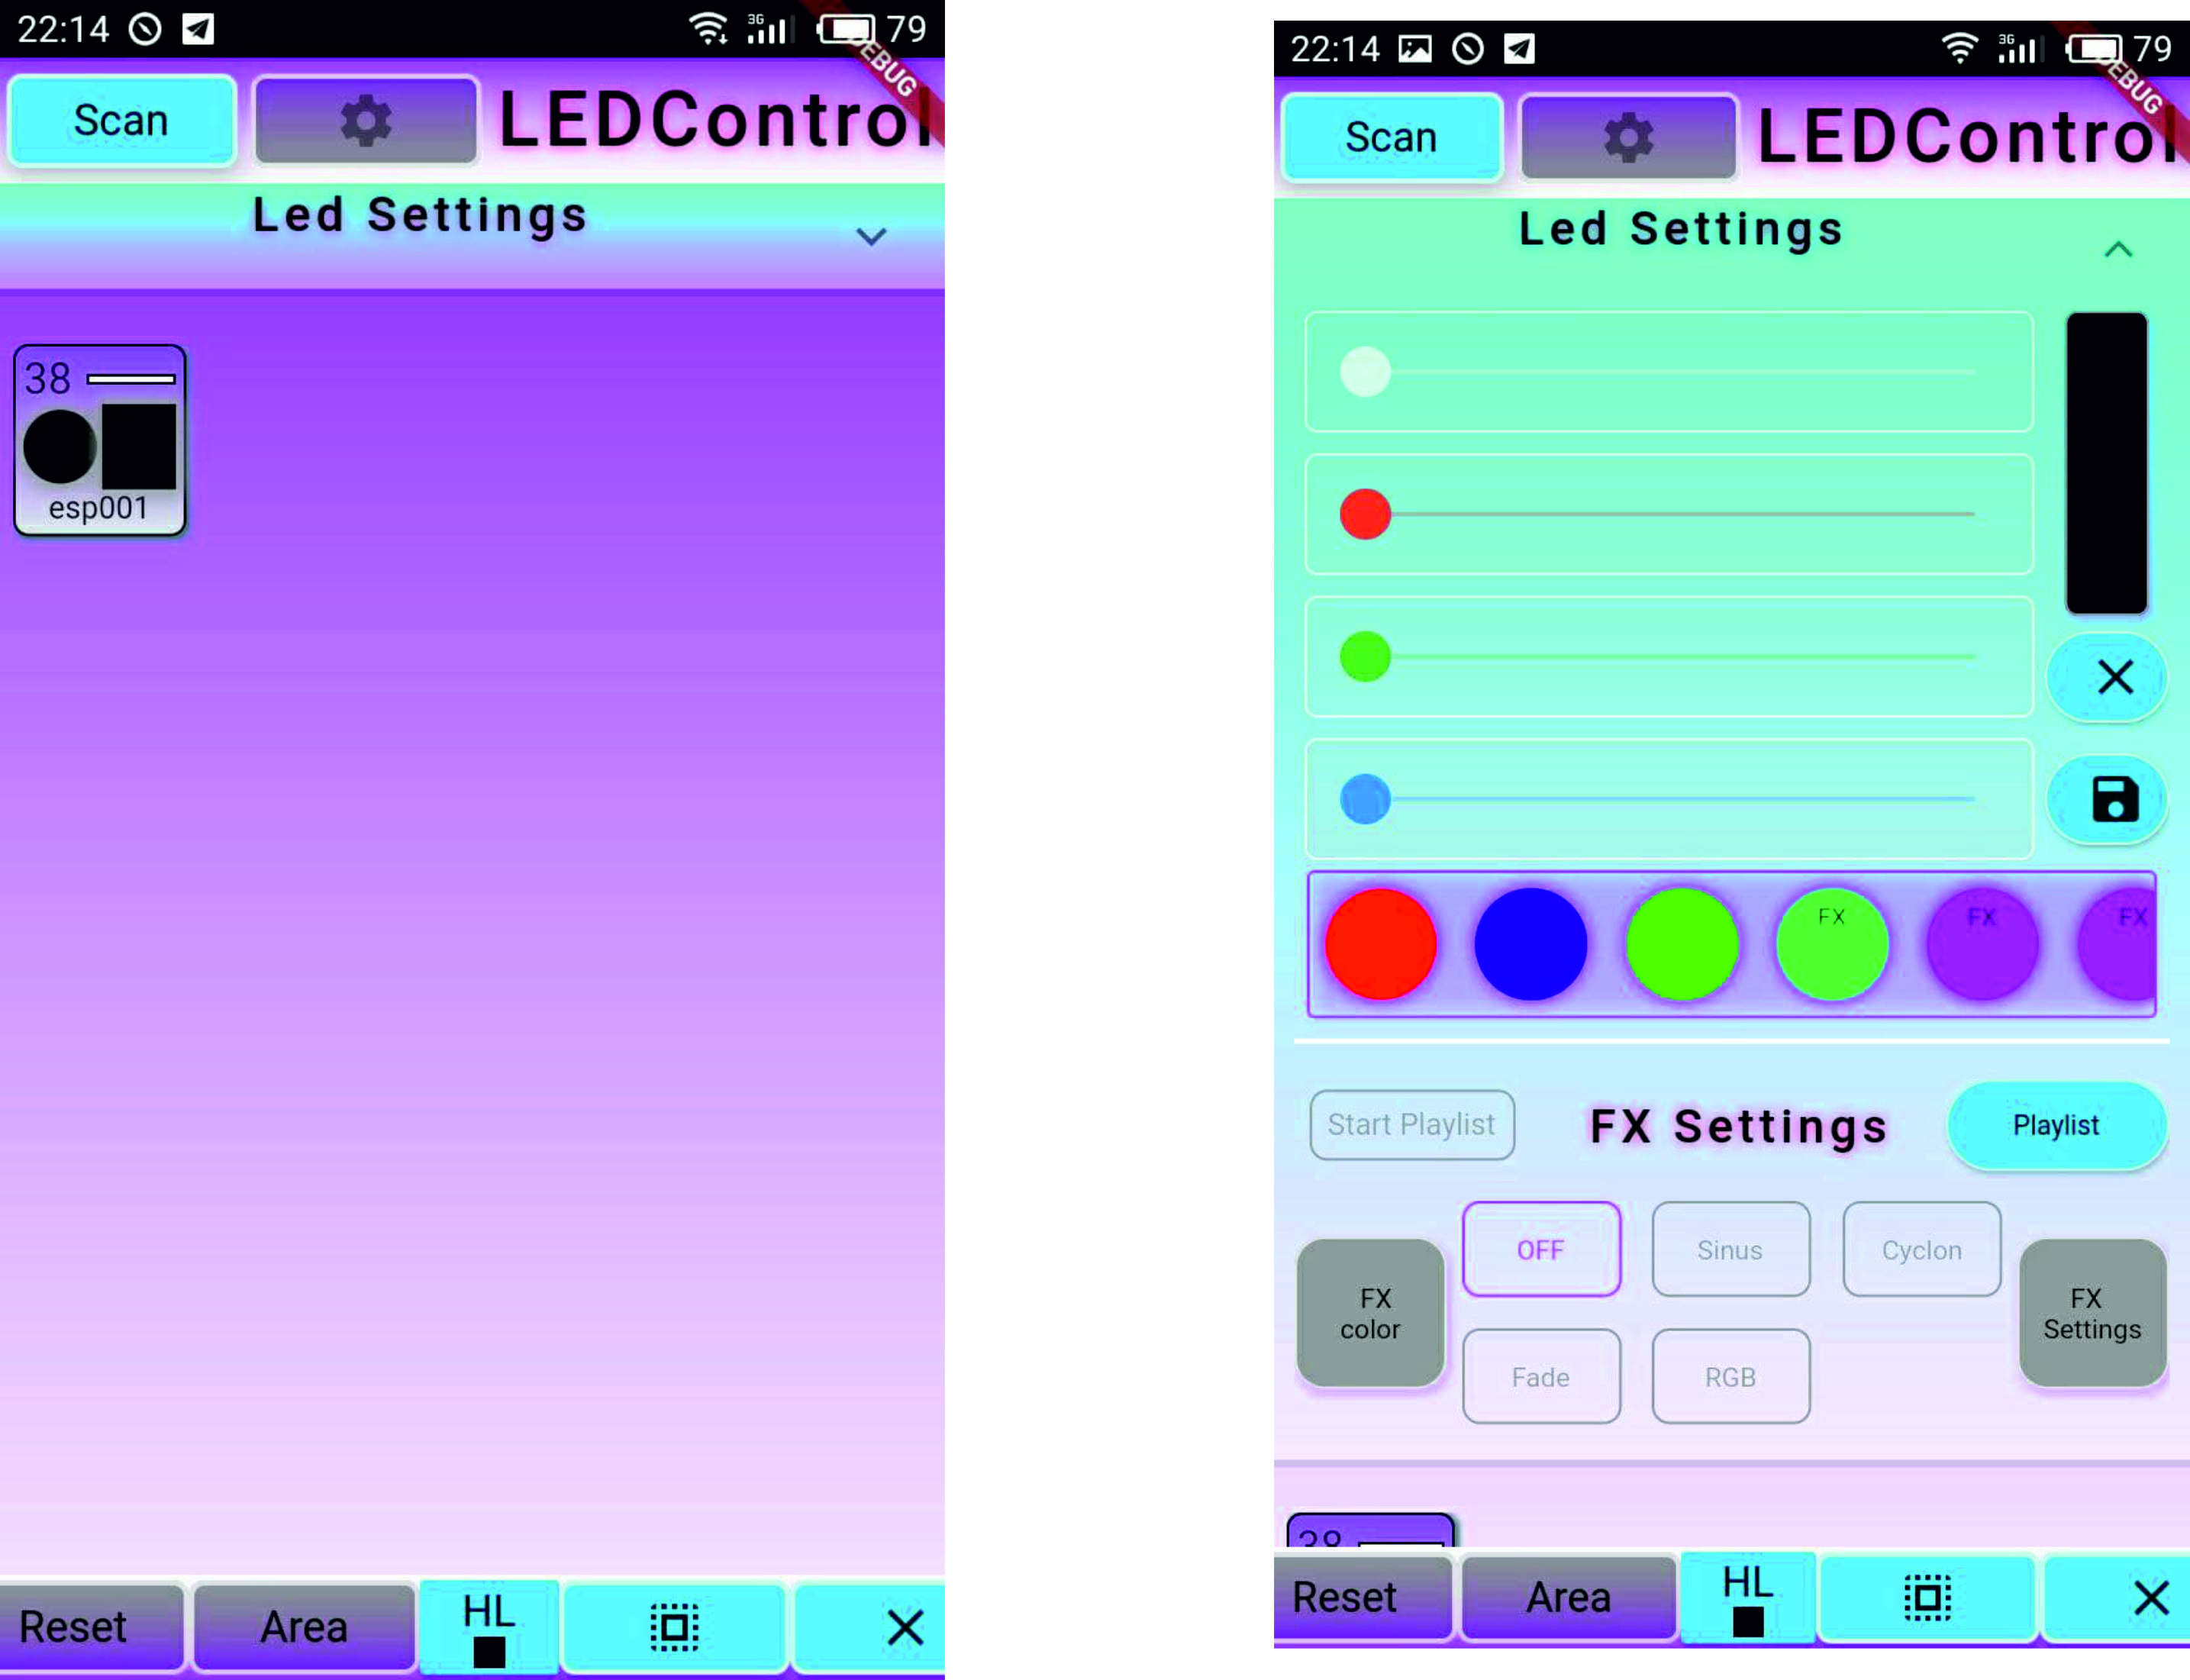 22:14
3G
79
DEBUG
Scan
LEDControl
Led Settings
38
esp001
Reset
Area
HL
22:14
3G
79
DEBUG
Scan
LEDControl
Led Settings
FX
FX
FX
Start Playlist
FX Settings
Playlist
OFF
Sinus
Cyclon
FX
color
FX
Settings
Fade
RGB
38
Reset
Area
HL